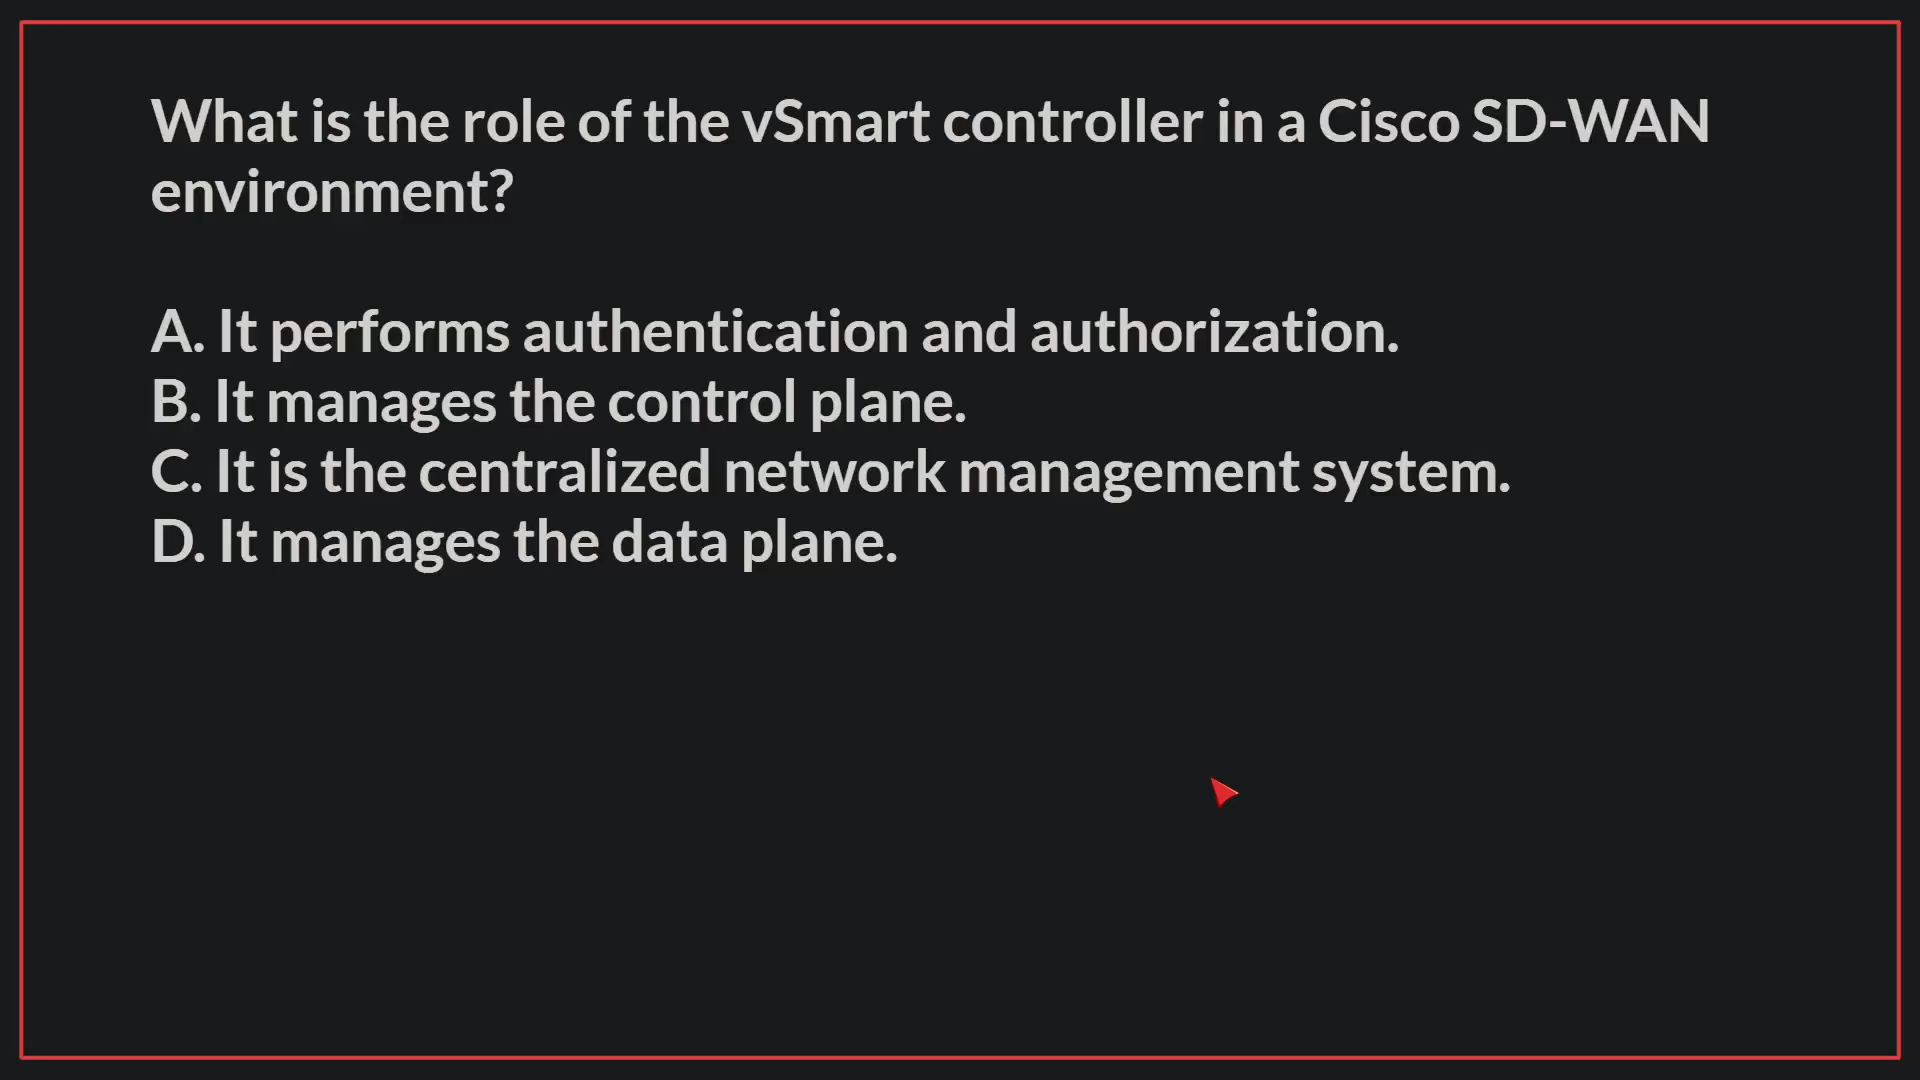 What is the role of the vSmart controller in a Cisco SD-WAN
environment?
A. It performs authentication and authorization.
B. It manages the control plane.
C. It is the centralized network management system.
D. It manages the data plane.